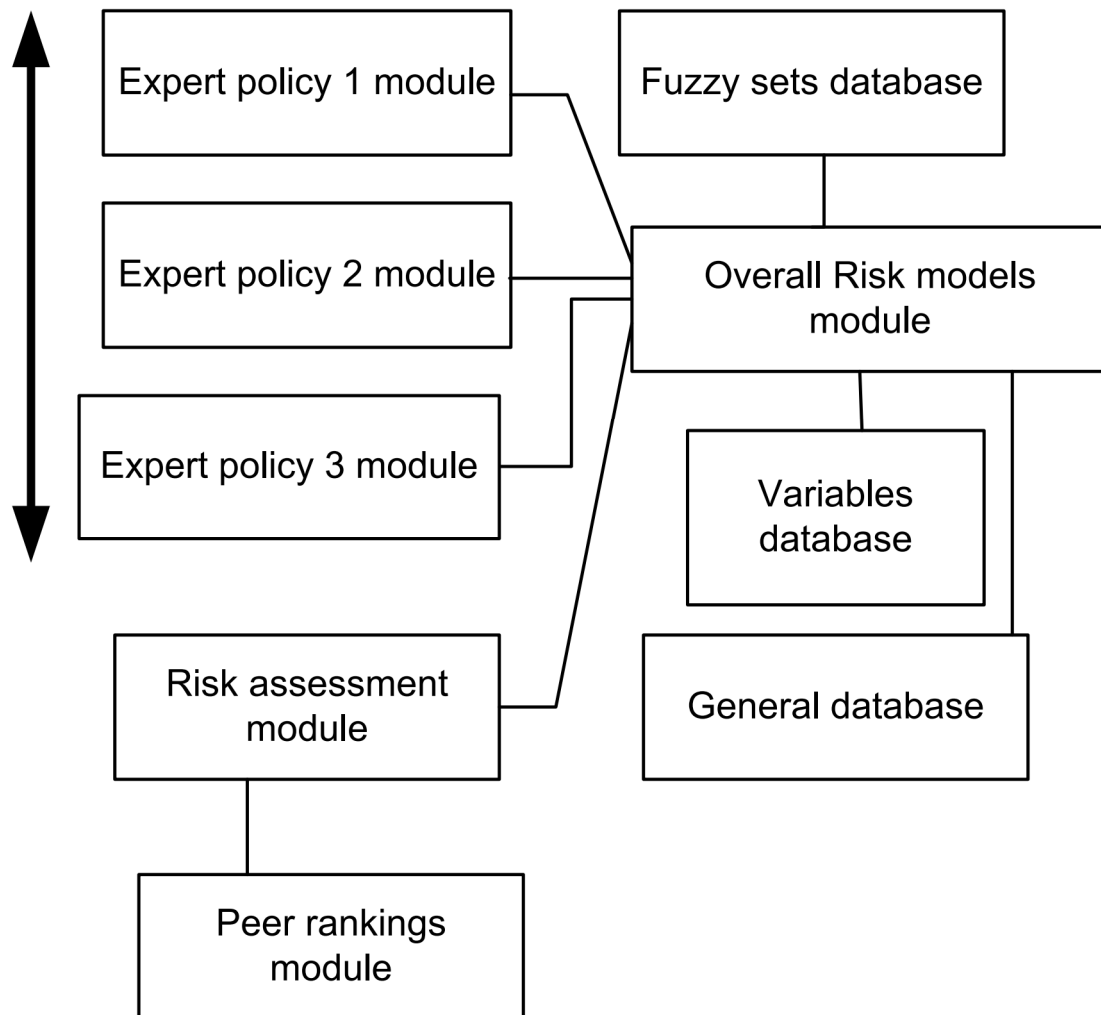 Expert policy 1 module
Fuzzy sets database
Expert policy 2 module
Overall Risk models
module
Expert policy 3 module
Variables
database
Risk assessment
module
General database
Peer rankings
module